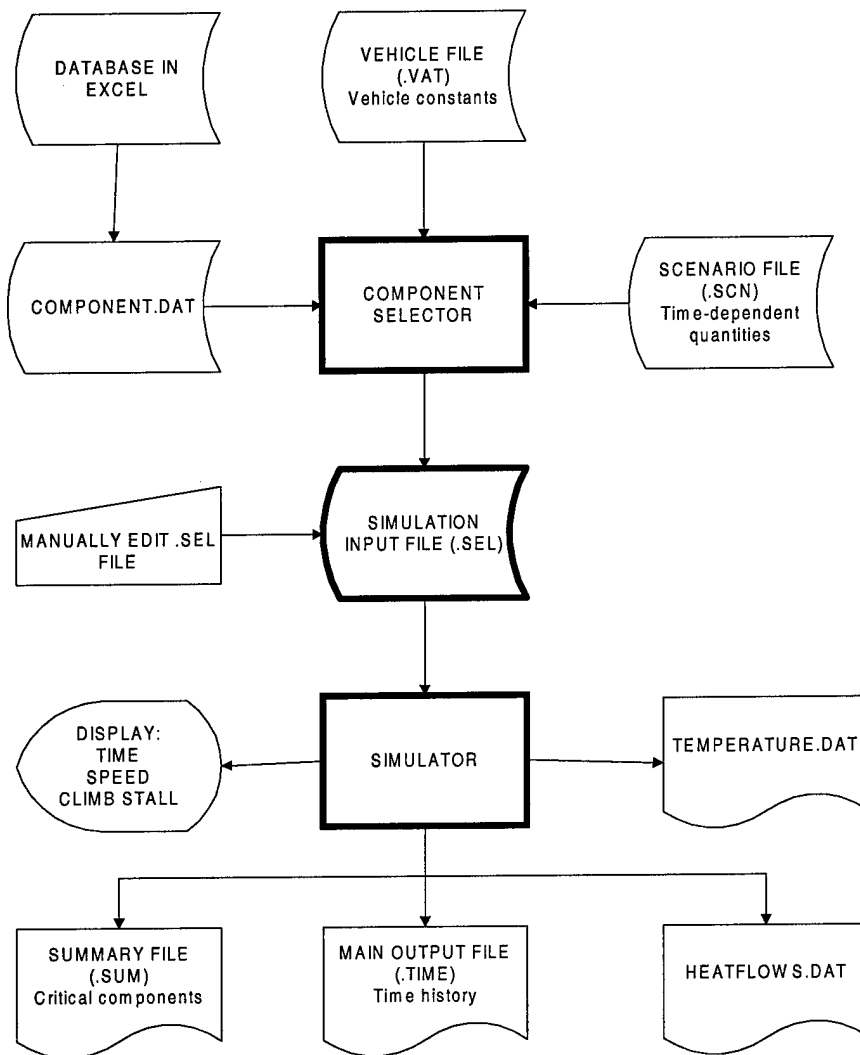 DATABASE IN
EXCEL
VEHICLE FILE
(.VAT)
Vehicle constants
COMPONENT.DAT
COMPONENT
SELECTOR
SCENARIO FILE
(.SCN)
Time-dependent
quantities
MANUALLY EDIT .SEL
FILE
SIMULATION
INPUT FILE (.SEL)
DISPLAY:
TIME
SPEED
CLIMB STALL
SIMULATOR
TEMPERATURE.DAT
SUMMARY FILE
(.SUM)
Critical components
MAIN OUTPUT FILE
(.TIME)
Time history
HEATFLOWS.DAT